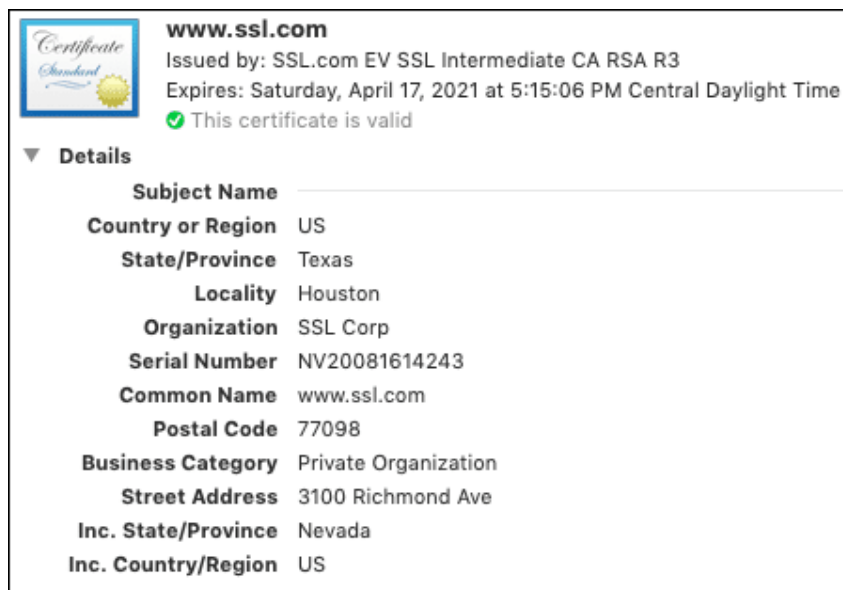 Certificate
Standard
www.ssl.com
Issued by: SSL.com EV SSL Intermediate CA RSA R3
Expires: Saturday, April 17, 2021 at 5:15:06 PM Central Daylight Time
This certificate is valid
Details
Subject Name
Country or Region US
State/Province Texas
Locality Houston
Organization SSL Corp
Serial Number NV20081614243
Common Name www.ssl.com
Postal Code 77098
Business Category Private Organization
Street Address 3100 Richmond Ave
Inc. State/Province Nevada
Inc. Country/Region US